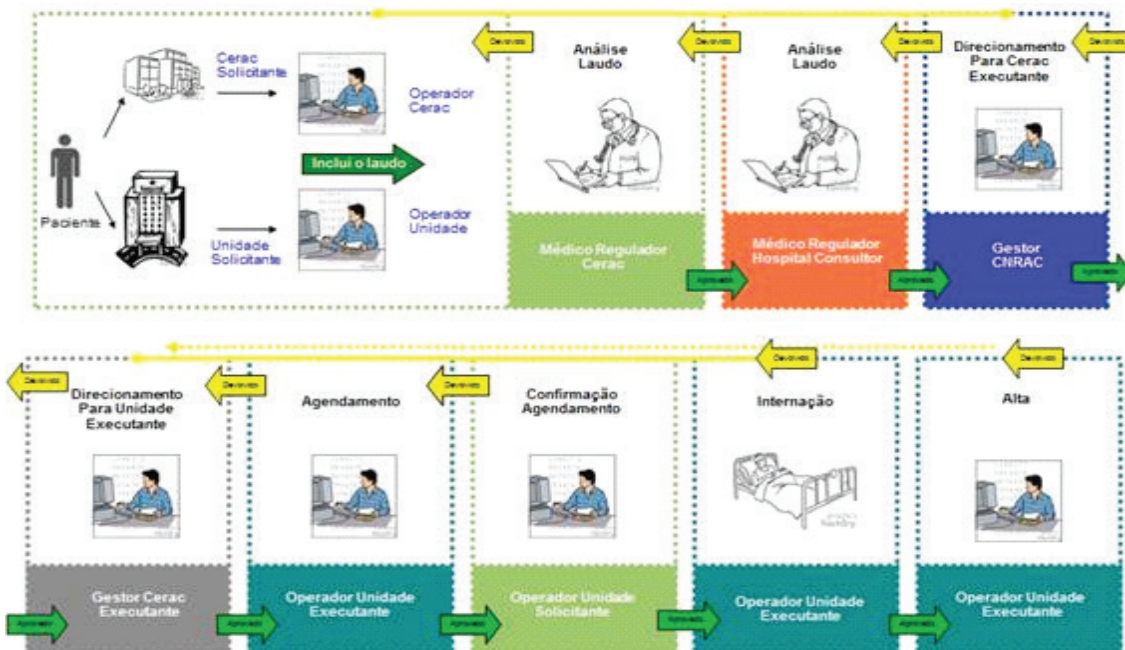 Devolvido
Devolvido
Devolvido
Devolvido
Cerac
Solicitante
Operador
Cerac
Análise
Laudo
Análise
Laudo
Direcionamento
Para Cerac
Executante
Inclui o laudo
Paciente
Unidade
Solicitante
Operador
Unidade
Médico Regulador
Cerac
Médico Regulador
Hospital Consultor
Gestor
CNRAC
Aprovado
Aprovado
Aprovado
Devolvido
Devolvido
Devolvido
Devolvido
Devolvido
Direcionamento
Para Unidade
Executante
Agendamento
Confirmação
Agendamento
Internação
Alta
Gestor Cerac
Executante
Operador Unidade
Executante
Operador Unidade
Solicitante
Operador Unidade
Executante
Operador Unidade
Executante
Aprovado
Aprovado
Aprovado
Aprovado
Aprovado